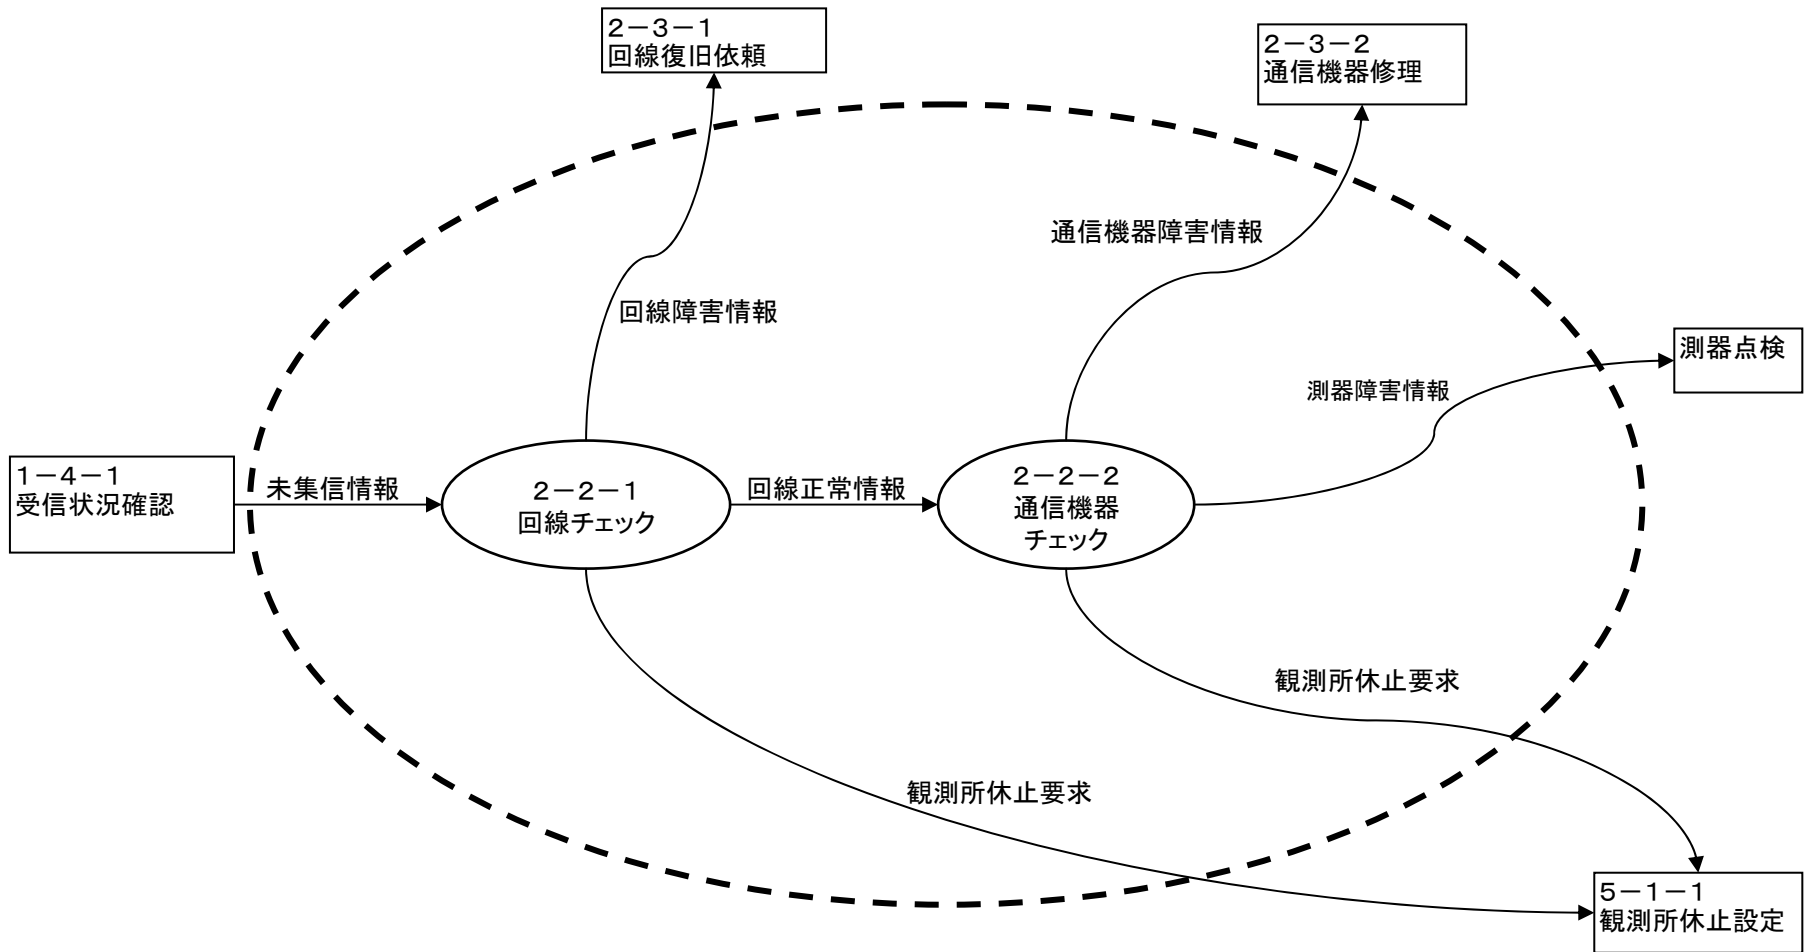 2－3－1
回線復旧依頼
2－3－2
通信機器修理
通信機器障害情報
回線障害情報
測器点検
測器障害情報
1－4－1
受信状況確認
未集信情報
2－2－1
回線チェック
回線正常情報
2－2－2
通信機器
チェック
観測所休止要求
観測所休止要求
5－1－1
観測所休止設定